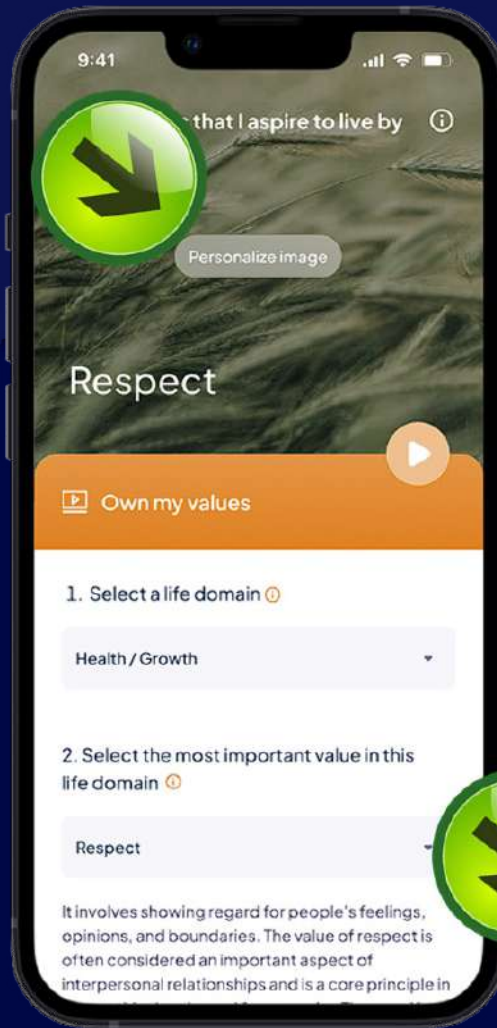 9:41
that I aspire to live by
Personalize image
Respect
Own my values
1. Select a life domain
Health / Growth
2. Select the most important value in this
life domain
Respect
It involves showing regard for people's feelings,
opinions, and boundaries. The value of respect is
often considered an important aspect of
interpersonal relationships and is a core principle in